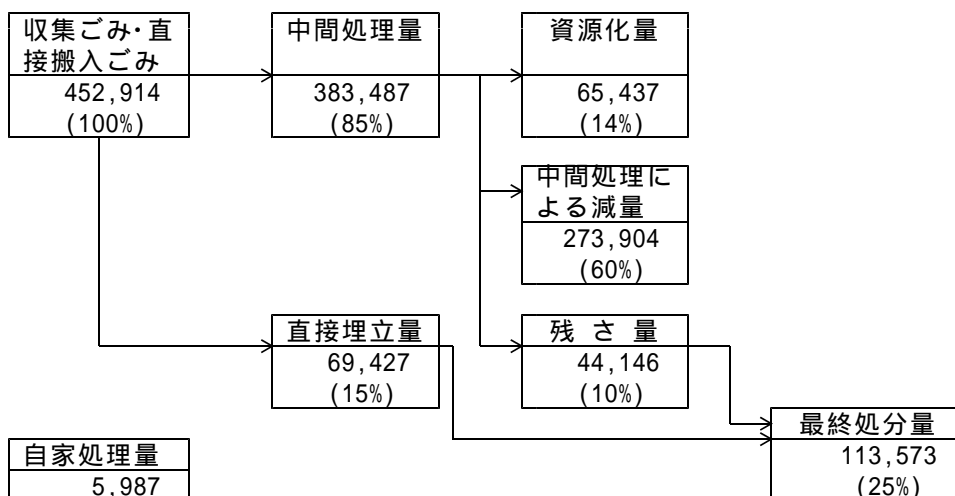 収集ごみ・直
接搬入ごみ
452,914
(100%)
中間処理量
383,487
(85%)
資源化量
65,437
(14%)
中間処理に
よる減量
273,904
(60%)
直接埋立量
69,427
(15%)
残さ量
44,146
(10%)
最終処分量
113,573
(25%)
自家処理量
5,987